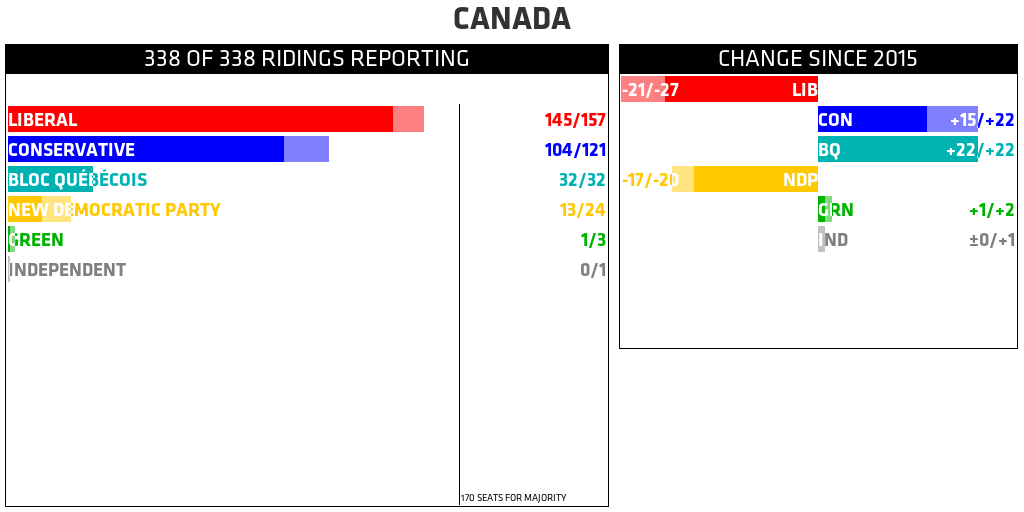 CANADA
338 OF 338 RIDINGS REPORTING
LIBERAL 145/157
CONSERVATIVE 104/121
BLOC QUÉBÉCOIS 32/32
NEW DEMOCRATIC PARTY 13/24
GREEN 1/3
INDEPENDENT 0/1
170 SEATS FOR MAJORITY
CHANGE SINCE 2015
-21/-27 LIB
CON +15/+22
BQ +22/+22
-17/-20 NDP
GRN +1/+2
IND ±0/+1